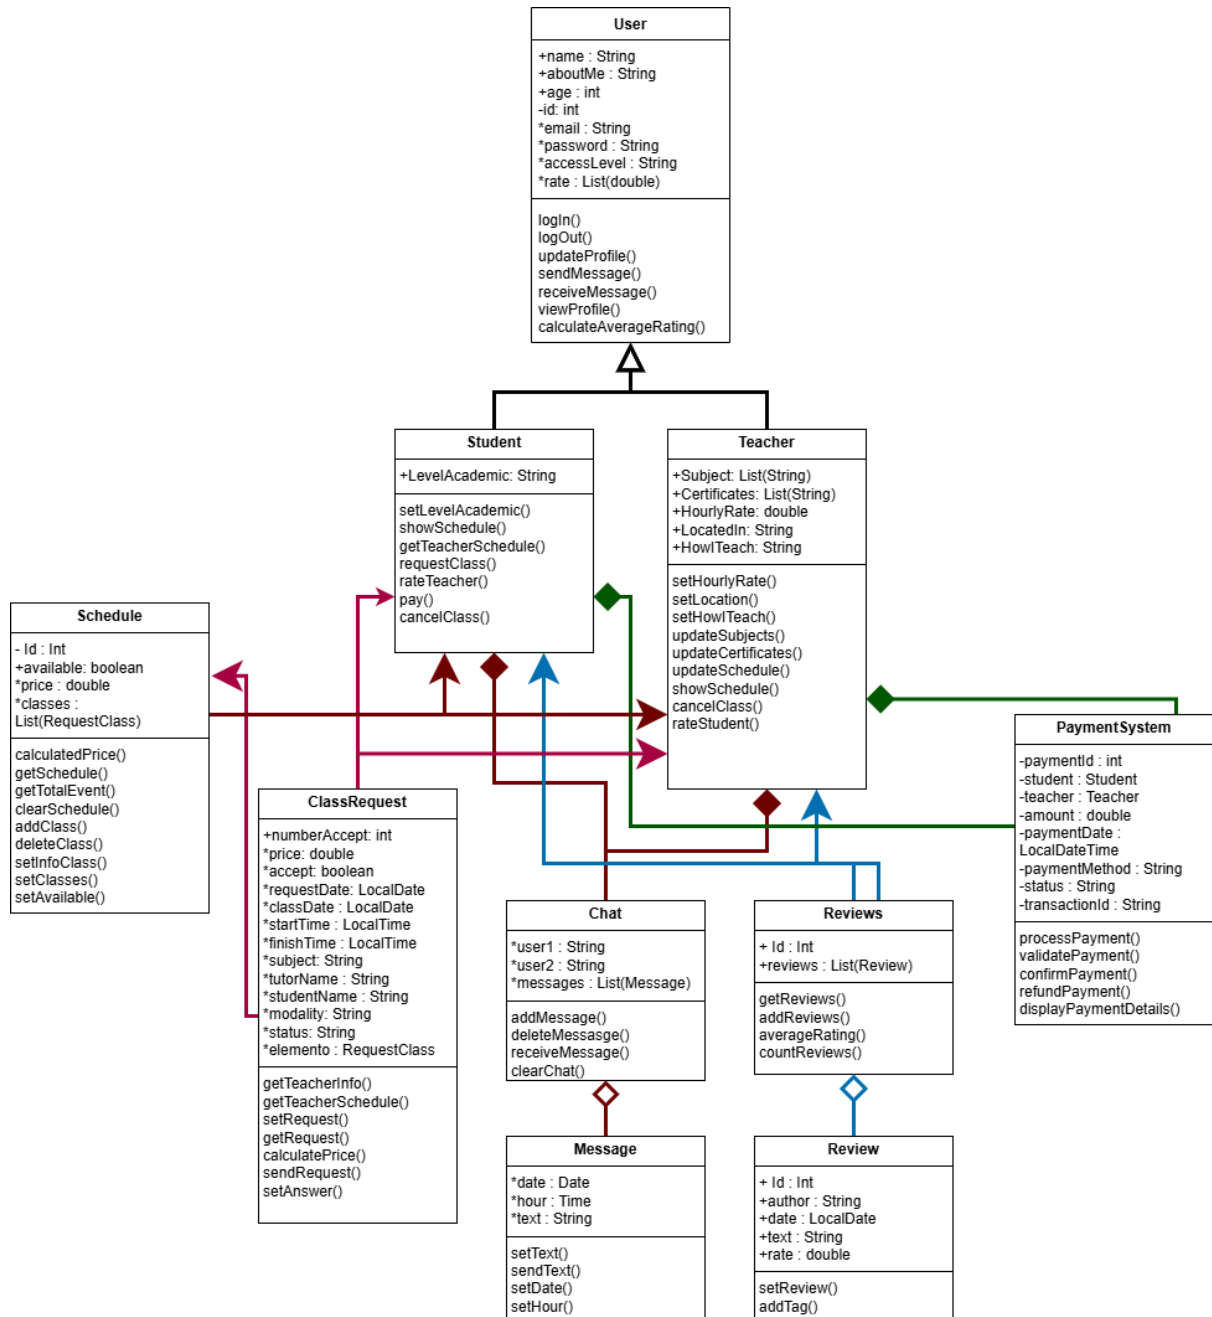 User
+name : String
+aboutMe : String
+age : int
-id: int
*email : String
*password : String
*accessLevel : String
*rate : List(double)
logIn()
logOut()
updateProfile()
sendMessage()
receiveMessage()
viewProfile()
calculateAverageRating()
Student
+LevelAcademic: String
setLevelAcademic()
showSchedule()
getTeacherSchedule()
requestClass()
rateTeacher()
pay()
cancelClass()
Teacher
+Subject: List(String)
+Certificates: List(String)
+HourlyRate: double
+LocatedIn: String
+HowITeach: String
setHourlyRate()
setLocation()
setHowITeach()
updateSubjects()
updateCertificates()
updateSchedule()
showSchedule()
cancelClass()
rateStudent()
Schedule
- Id : Int
+available: boolean
*price : double
*classes :
List(RequestClass)
calculatedPrice()
getSchedule()
getTotalEvent()
clearSchedule()
addClass()
deleteClass()
setInfoClass()
setClasses()
setAvailable()
ClassRequest
+numberAccept: int
*price: double
*accept: boolean
*requestDate: LocalDate
*classDate : LocalDate
*startTime : LocalTime
*finishTime : LocalTime
*subject: String
*tutorName : String
*studentName : String
*modality: String
*status: String
*elemento : RequestClass
getTeacherInfo()
getTeacherSchedule()
setRequest()
getRequest()
calculatePrice()
sendRequest()
setAnswer()
PaymentSystem
-paymentId : int
-student : Student
-teacher : Teacher
-amount : double
-paymentDate :
LocalDateTime
-paymentMethod : String
-status : String
-transactionId : String
processPayment()
validatePayment()
confirmPayment()
refundPayment()
displayPaymentDetails()
Chat
*user1 : String
*user2 : String
*messages : List(Message)
addMessage()
deleteMessasge()
receiveMessage()
clearChat()
Reviews
+ Id : Int
+reviews : List(Review)
getReviews()
addReviews()
averageRating()
countReviews()
Message
*date : Date
*hour : Time
*text : String
setText()
sendText()
setDate()
setHour()
Review
+ Id : Int
+author : String
+date : LocalDate
+text : String
+rate : double
setReview()
addTag()